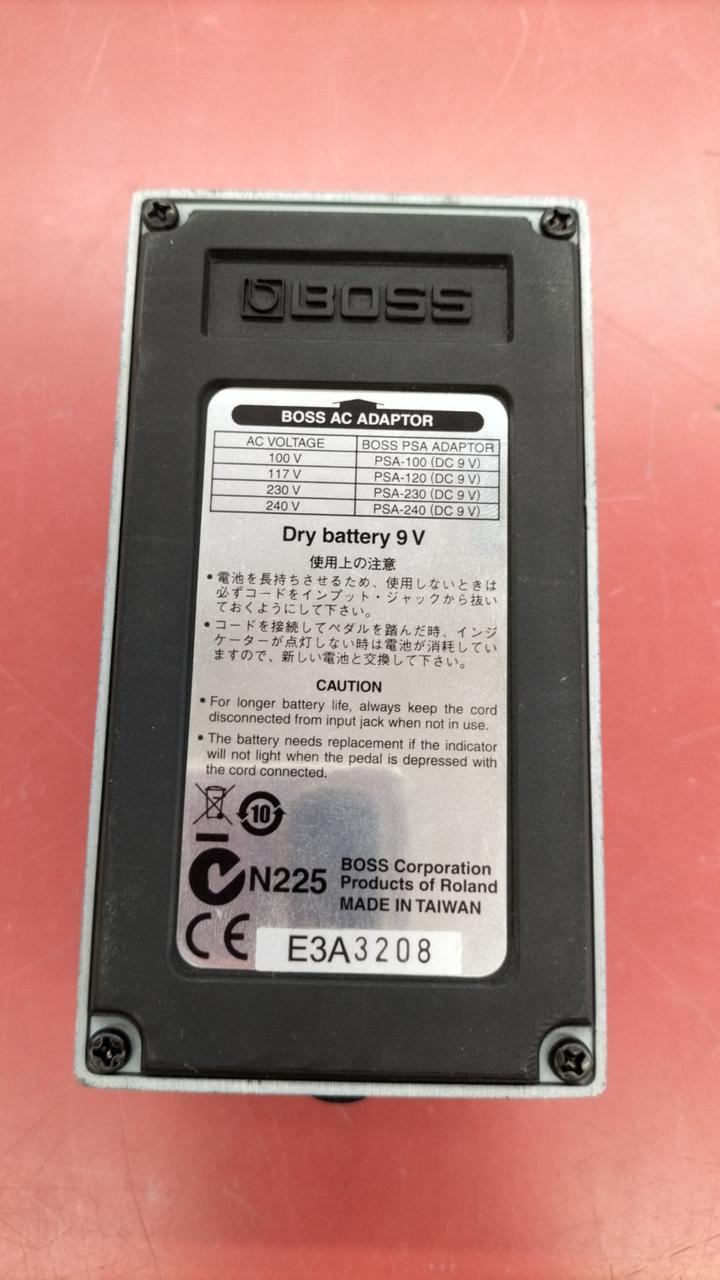 BOSS
BOSS AC ADAPTOR
AC VOLTAGE BOSS PSA ADAPTOR
100 V PSA-100 (DC 9 V)
117 V PSA-120 (DC 9 V)
230 V PSA-230 (DC 9 V)
240 V PSA-240 (DC 9 V)
Dry battery 9 V
使用上の注意
• 電池を長持ちさせるため、使用しないときは
必ずコードをインプット・ジャックから抜い
ておくようにして下さい。
• コードを接続してペダルを踏んだ時、インジ
ケーターが点灯しない時は電池が消耗してい
ますので、新しい電池と交換して下さい。
CAUTION
• For longer battery life, always keep the cord
disconnected from input jack when not in use.
• The battery needs replacement if the indicator
will not light when the pedal is depressed with
the cord connected.
10
N225
BOSS Corporation
Products of Roland
MADE IN TAIWAN
CE
E3A3208